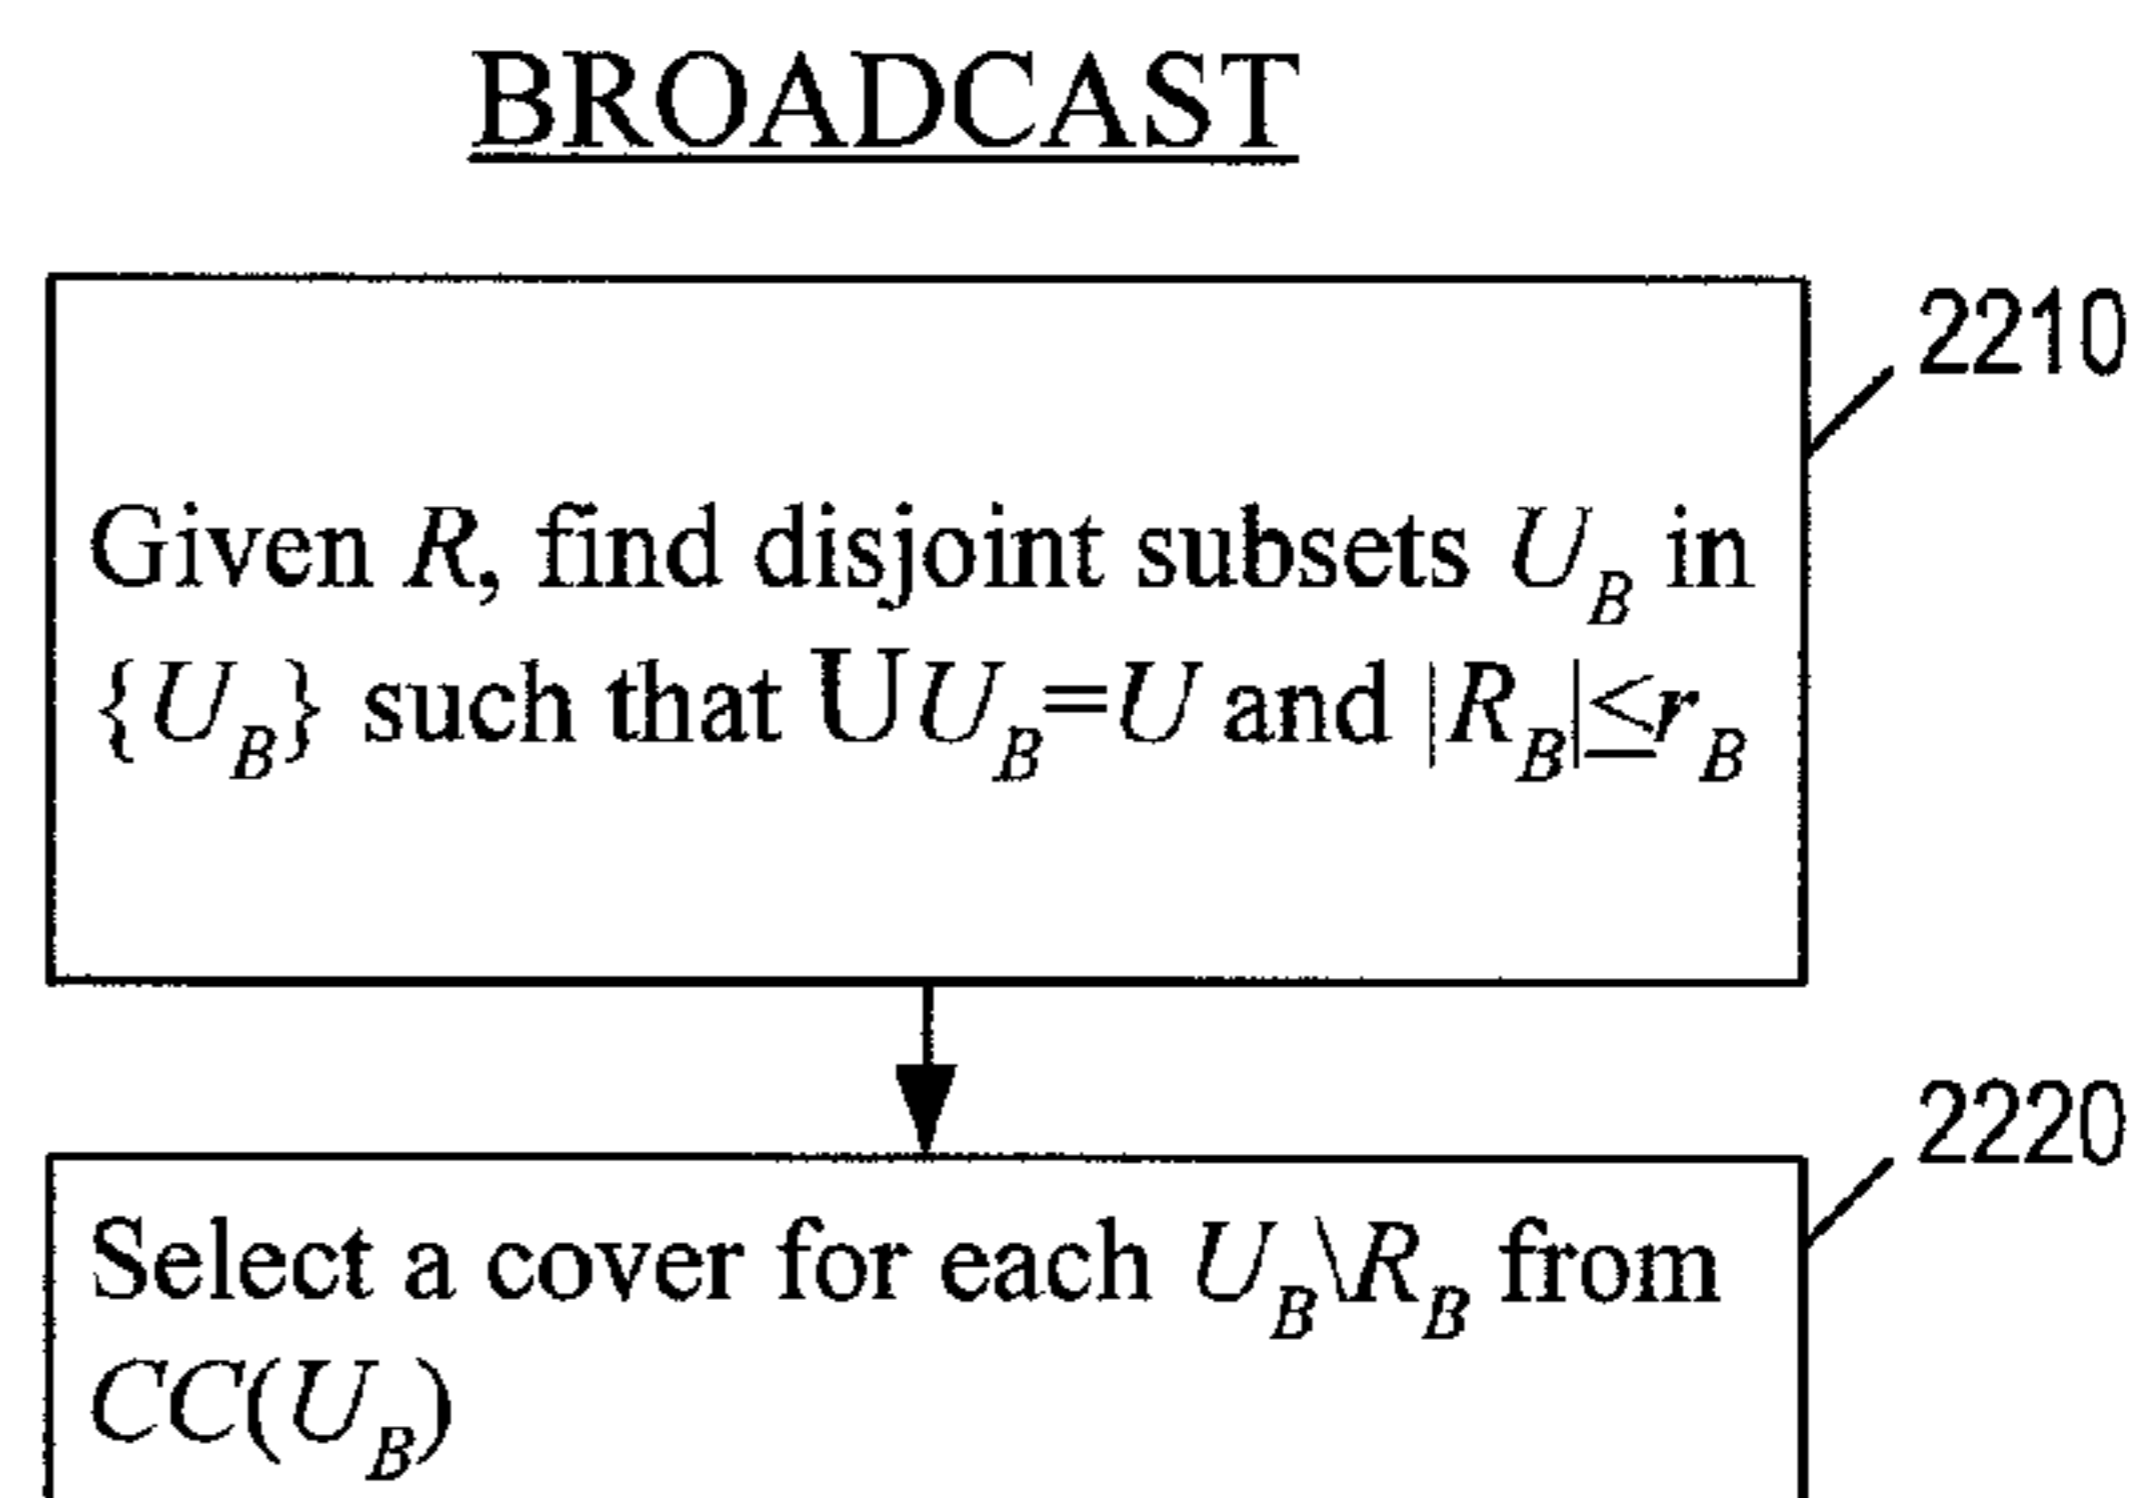 BROADCAST
2210
Given R, find disjoint subsets U_B in
{U_B} such that ∪U_B=U and |R_B|≤r_B
2220
Select a cover for each U_B\R_B from
CC(U_B)